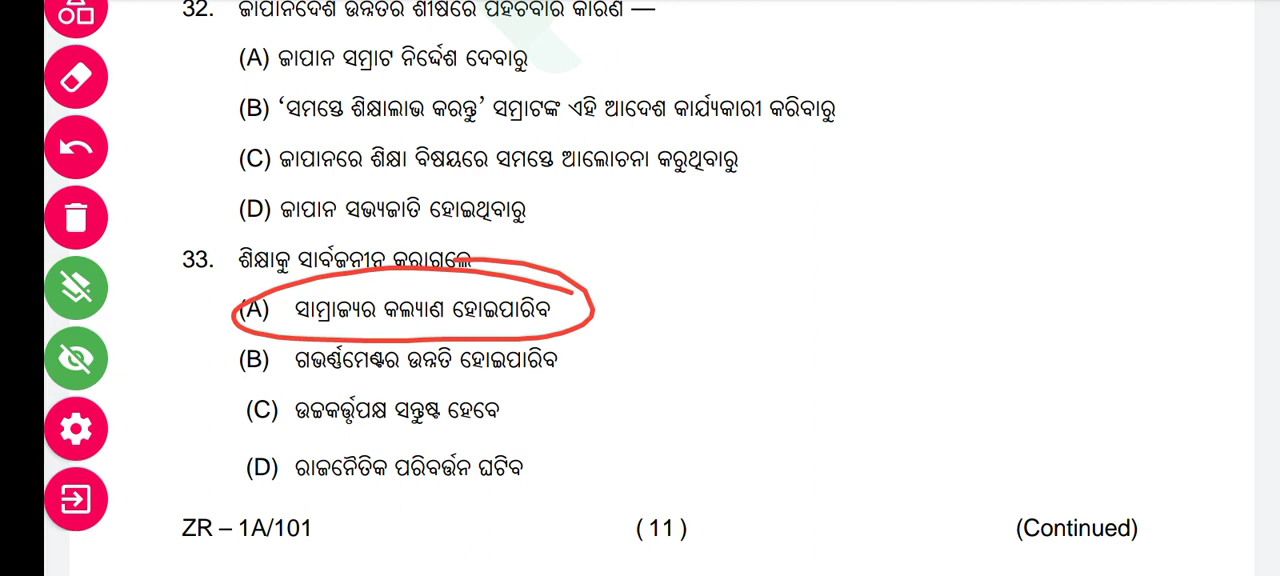 32. ଜାପାନଦେଶ ଉନ୍ନତିର ଶୀର୍ଷରେ ପହଁଚିବାର କାରଣ —
(A) ଜାପାନ ସମ୍ରାଟ ନିର୍ଦ୍ଦେଶ ଦେବାରୁ
(B) ‘ସମସ୍ତେ ଶିକ୍ଷାଲାଭ କରନ୍ତୁ’ ସମ୍ରାଟଙ୍କ ଏହି ଆଦେଶ କାର୍ଯ୍ୟକାରୀ କରିବାରୁ
(C) ଜାପାନରେ ଶିକ୍ଷା ବିଷୟରେ ସମସ୍ତେ ଆଲୋଚନା କରୁଥିବାରୁ
(D) ଜାପାନ ସଭ୍ୟଜାତି ହୋଇଥିବାରୁ
33. ଶିକ୍ଷାକୁ ସାର୍ବଜନୀନ କରାଗଲେ
(A) ସାମ୍ରାଜ୍ୟର କଲ୍ୟାଣ ହୋଇପାରିବ
(B) ଗଭର୍ଣ୍ଣମେଣ୍ଟର ଉନ୍ନତି ହୋଇପାରିବ
(C) ଉଚ୍ଚକର୍ତ୍ତୃପକ୍ଷ ସନ୍ତୁଷ୍ଟ ହେବେ
(D) ରାଜନୈତିକ ପରିବର୍ତ୍ତନ ଘଟିବ
ZR – 1A/101 ( 11 ) (Continued)